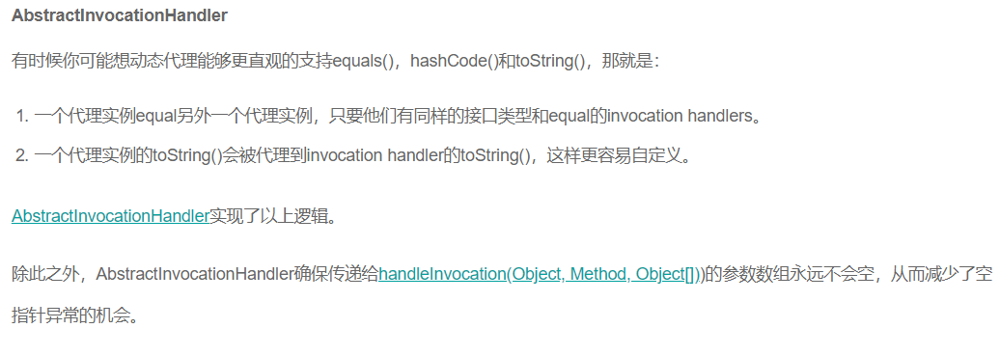 AbstractInvocationHandler
有时候你可能想动态代理能够更直观的支持equals()，hashCode()和toString()，那就是：
1. 一个代理实例equal另外一个代理实例，只要他们有同样的接口类型和equal的invocation handlers。
2. 一个代理实例的toString()会被代理到invocation handler的toString()，这样更容易自定义。
AbstractInvocationHandler实现了以上逻辑。
除此之外，AbstractInvocationHandler确保传递给handleInvocation(Object, Method, Object[]))的参数数组永远不会空，从而减少了空
指针异常的机会。